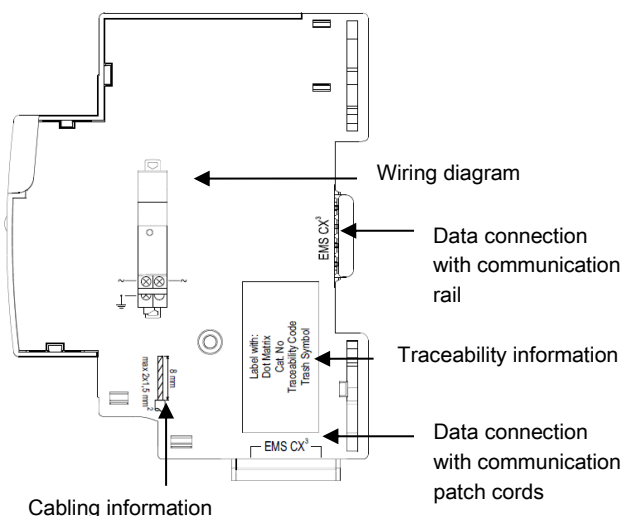 Wiring diagram
EMS CX³
Data connection
with communication
rail
~ ~
Label with:
Dot Matrix
Cat. No
Traceability Code
Trash Symbol
Traceability information
8 mm
max 2x1,5 mm²
EMS CX³
Data connection
with communication
patch cords
Cabling information